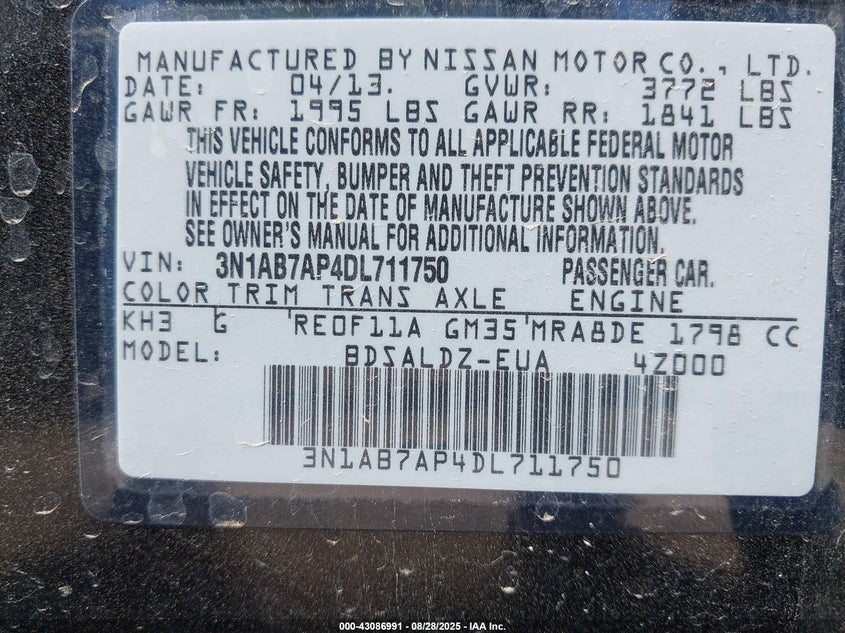 MANUFACTURED BY NISSAN MOTOR CO., LTD.
DATE: 04/13. GVWR: 3772 LBS
GAWR FR: 1995 LBS GAWR RR: 1841 LBS
THIS VEHICLE CONFORMS TO ALL APPLICABLE FEDERAL MOTOR
VEHICLE SAFETY, BUMPER AND THEFT PREVENTION STANDARDS
IN EFFECT ON THE DATE OF MANUFACTURE SHOWN ABOVE.
SEE OWNER'S MANUAL FOR ADDITIONAL INFORMATION.
VIN: 3N1AB7AP4DL711750 PASSENGER CAR.
COLOR TRIM TRANS AXLE ENGINE
KH3 G RE0F11A GM35 MRA8DE 1798 CC
MODEL: BDSALDZ-EUA 4Z000
3N1AB7AP4DL711750
000-43086991 - 08/28/2025 - IAA Inc.